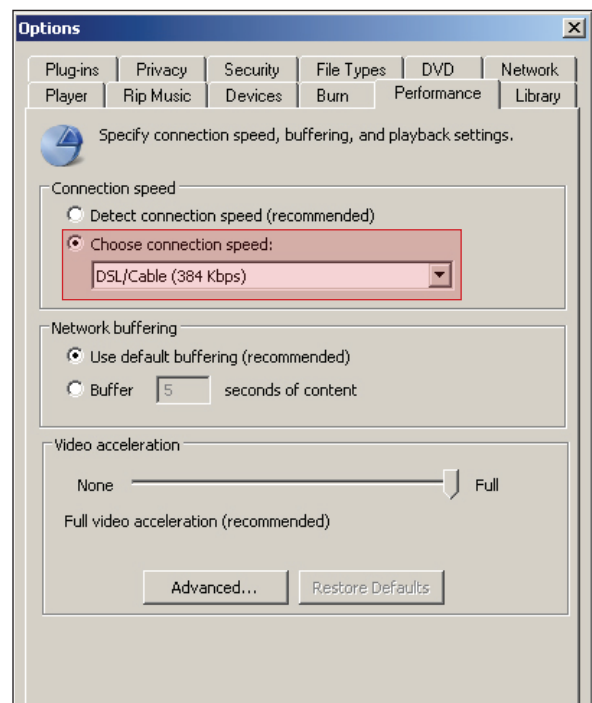 Options
Plug-ins Privacy Security File Types DVD Network
Player Rip Music Devices Burn Performance Library
Specify connection speed, buffering, and playback settings.
Connection speed
Detect connection speed (recommended)
Choose connection speed:
DSL/Cable (384 Kbps)
Network buffering
Use default buffering (recommended)
Buffer 5 seconds of content
Video acceleration
None Full
Full video acceleration (recommended)
Advanced... Restore Defaults